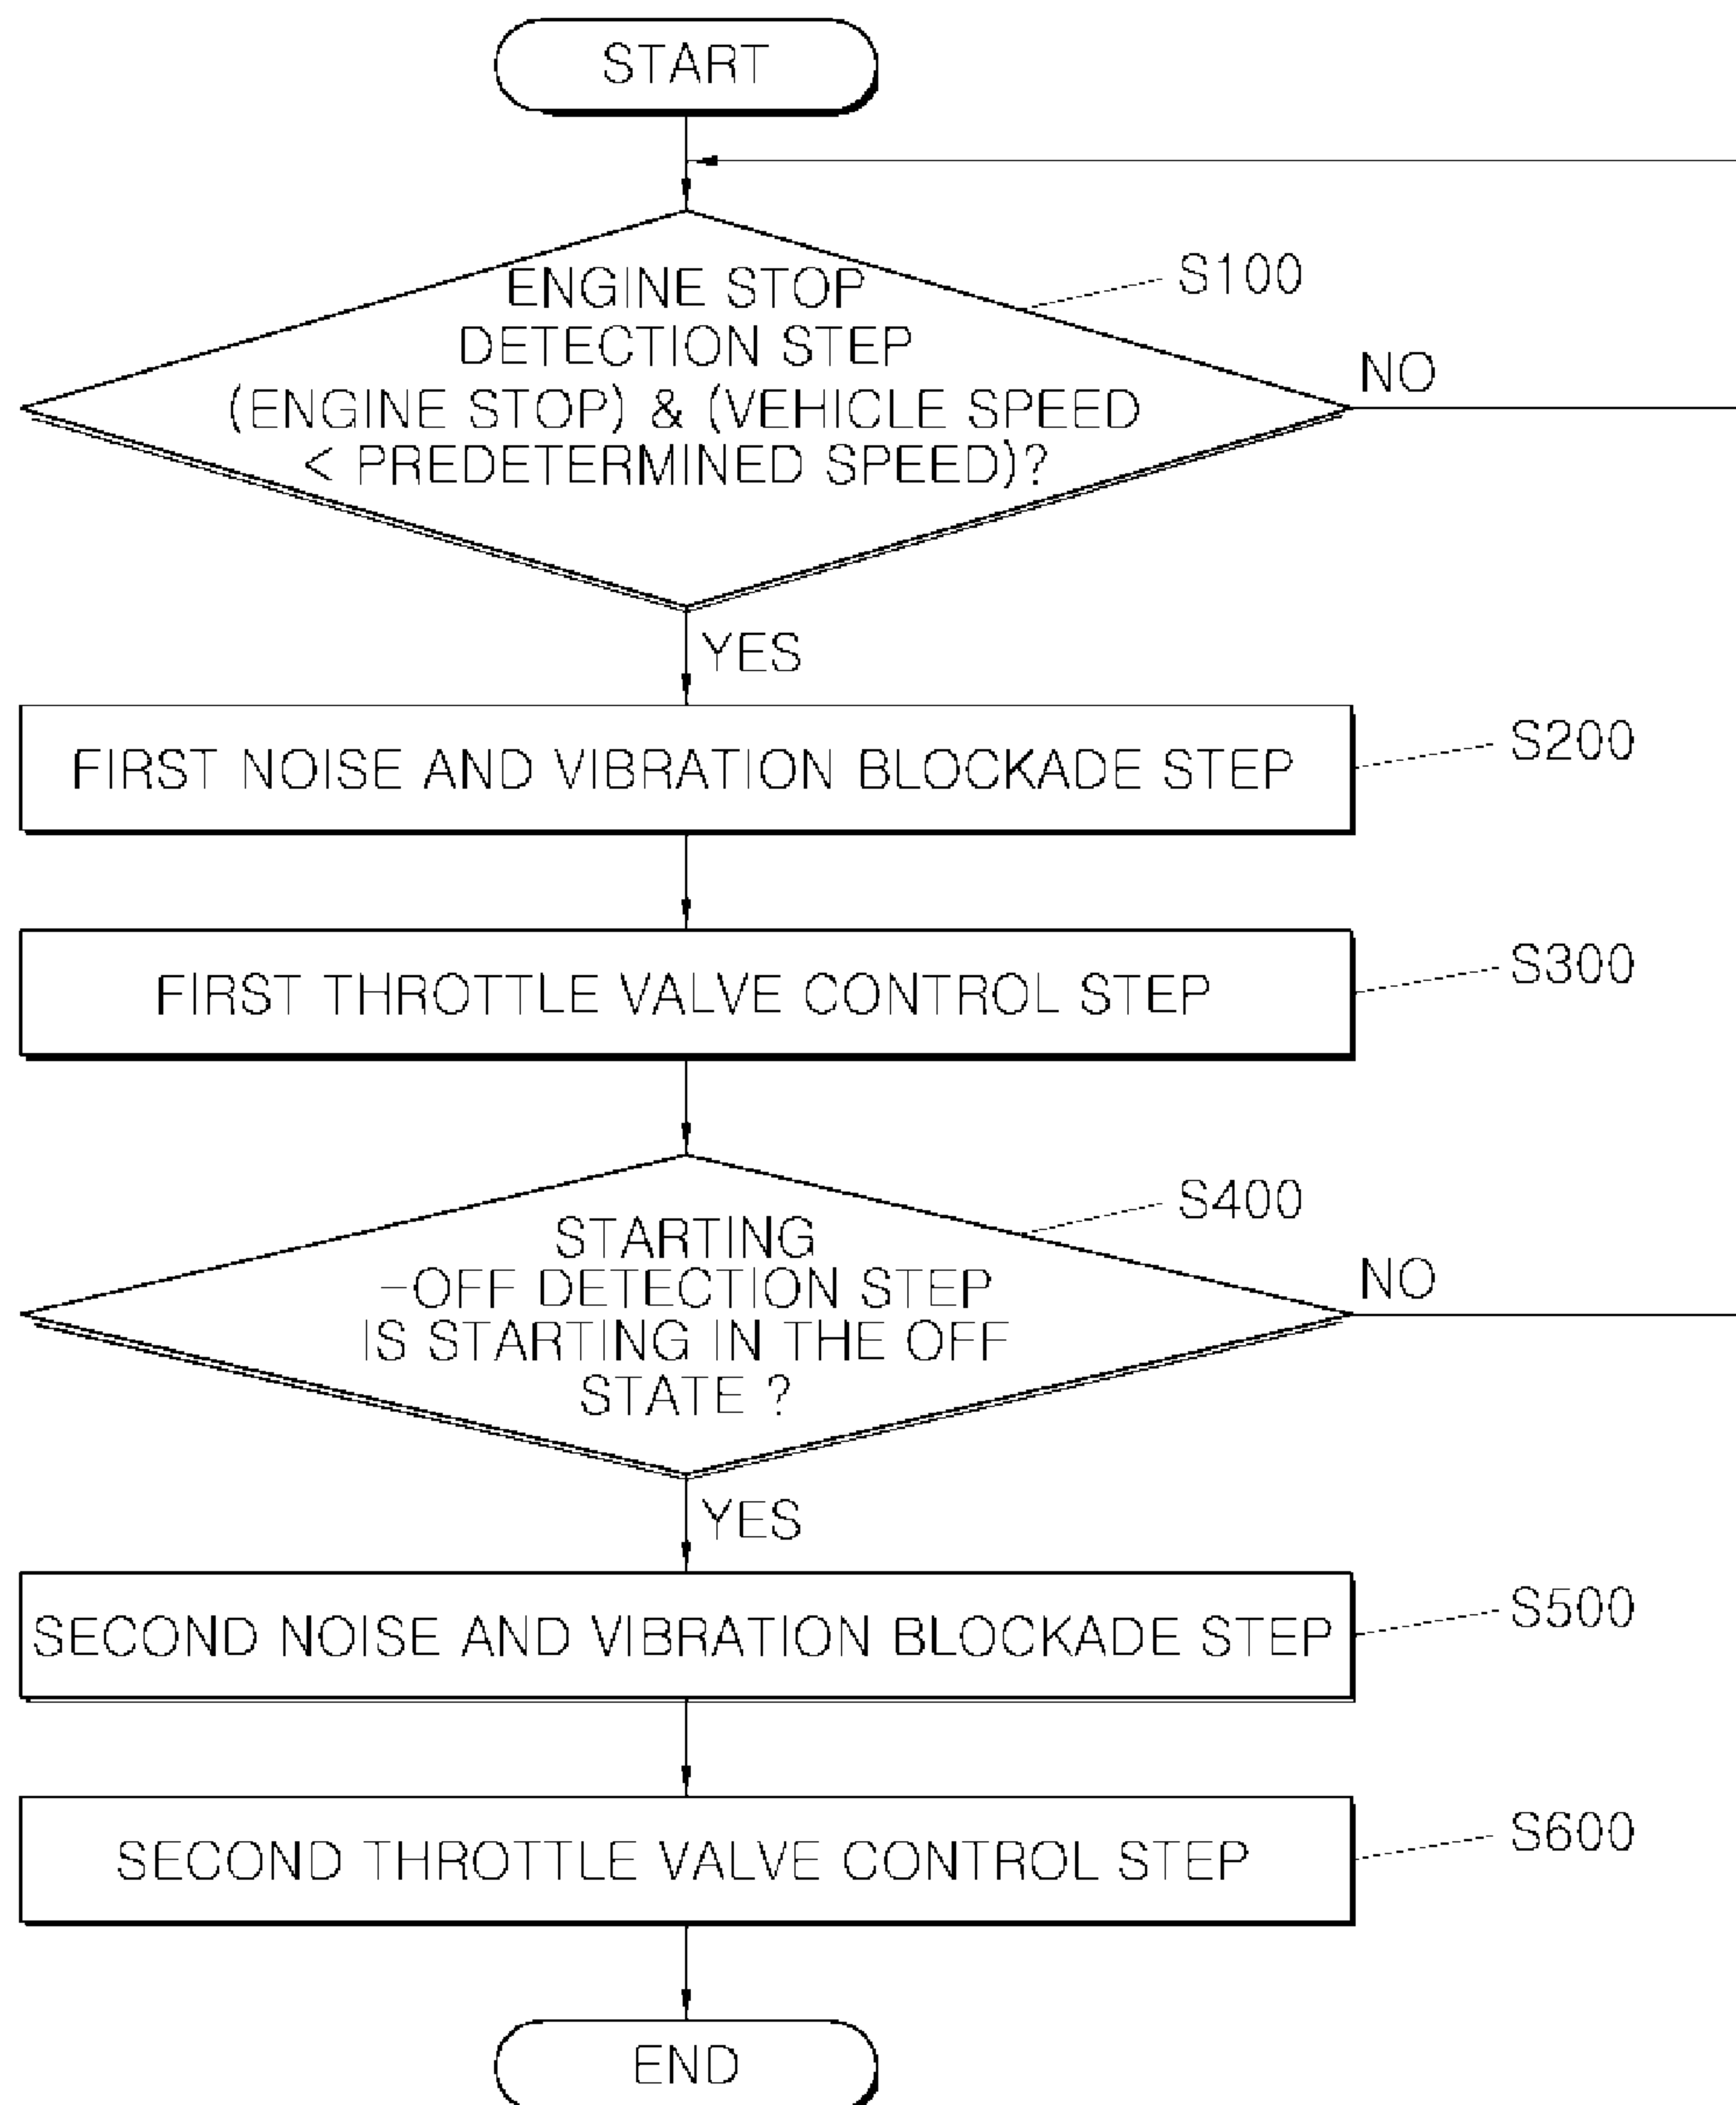 START
ENGINE STOP
S100
DETECTION STEP
NO
(ENGINE STOP) & (VEHICLE SPEED
< PREDETERMINED SPEED)?
YES
FIRST NOISE AND VIBRATION BLOCKADE STEP
S200
FIRST THROTTLE VALVE CONTROL STEP
S300
STARTING
S400
-OFF DETECTION STEP
NO
IS STARTING IN THE OFF
STATE ?
YES
SECOND NOISE AND VIBRATION BLOCKADE STEP
S500
SECOND THROTTLE VALVE CONTROL STEP
S600
END